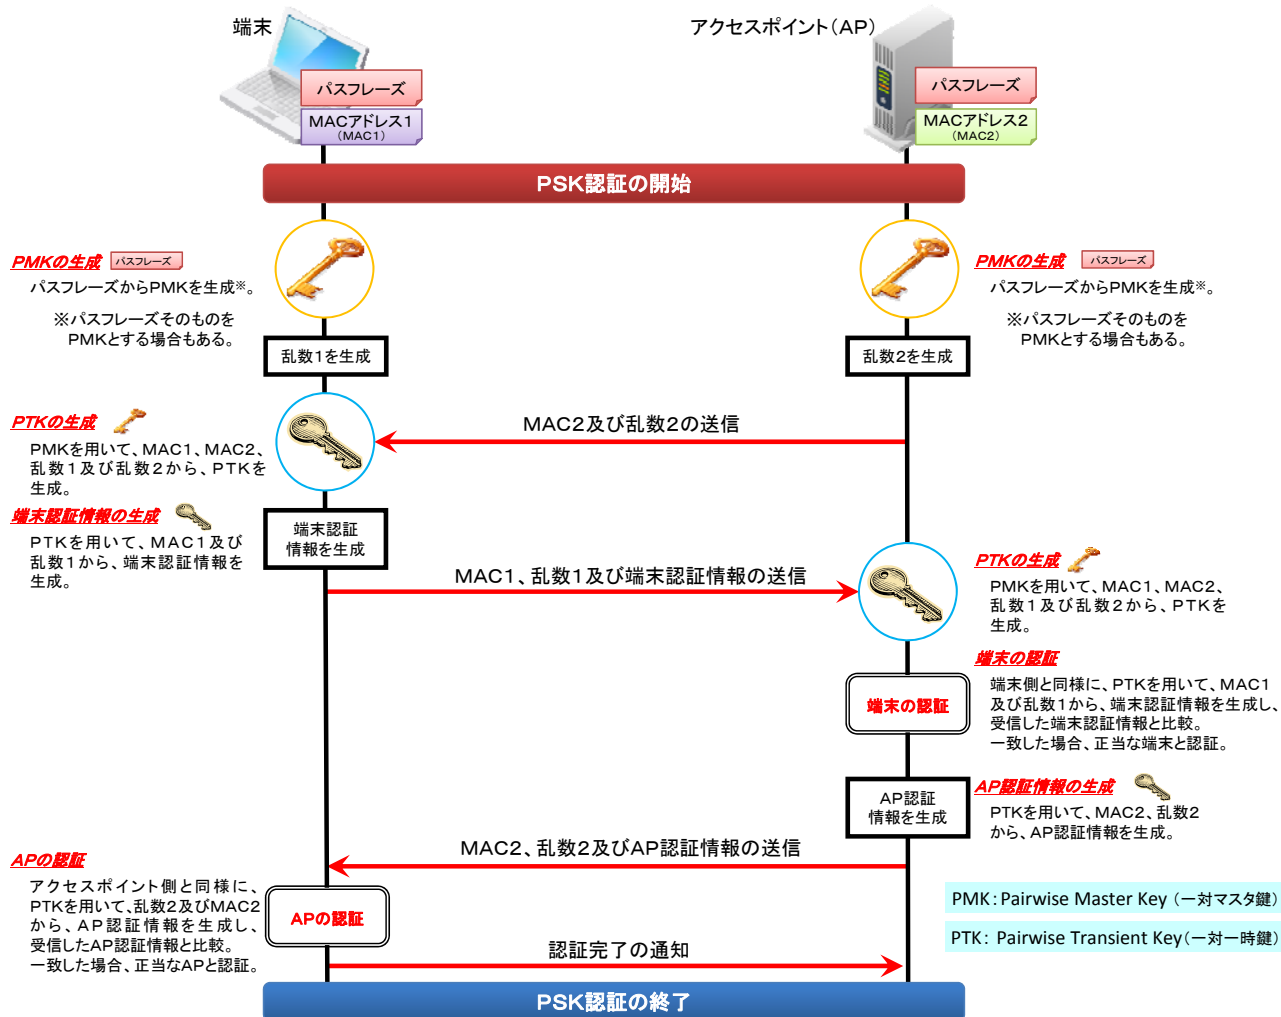 端末
アクセスポイント(AP)
パスフレーズ
MACアドレス1
(MAC1)
パスフレーズ
MACアドレス2
(MAC2)
PSK認証の開始
PMKの生成 パスフレーズ
パスフレーズからPMKを生成※。
※パスフレーズそのものを
PMKとする場合もある。
PMKの生成 パスフレーズ
パスフレーズからPMKを生成※。
※パスフレーズそのものを
PMKとする場合もある。
乱数1を生成
乱数2を生成
MAC2及び乱数2の送信
PTKの生成
PMKを用いて、MAC1、MAC2、
乱数1及び乱数2から、PTKを
生成。
端末認証情報の生成
PTKを用いて、MAC1及び
乱数1から、端末認証情報を
生成。
端末認証
情報を生成
MAC1、乱数1及び端末認証情報の送信
PTKの生成
PMKを用いて、MAC1、MAC2、
乱数1及び乱数2から、PTKを
生成。
端末の認証
端末の認証
端末側と同様に、PTKを用いて、MAC1
及び乱数1から、端末認証情報を生成し、
受信した端末認証情報と比較。
一致した場合、正当な端末と認証。
AP認証
情報を生成
AP認証情報の生成
PTKを用いて、MAC2、乱数2
から、AP認証情報を生成。
MAC2、乱数2及びAP認証情報の送信
APの認証
アクセスポイント側と同様に、
PTKを用いて、乱数2及びMAC2
から、AP認証情報を生成し、
受信したAP認証情報と比較。
一致した場合、正当なAPと認証。
APの認証
認証完了の通知
PMK:Pairwise Master Key (一対マスタ鍵)
PTK: Pairwise Transient Key(一対一時鍵)
PSK認証の終了